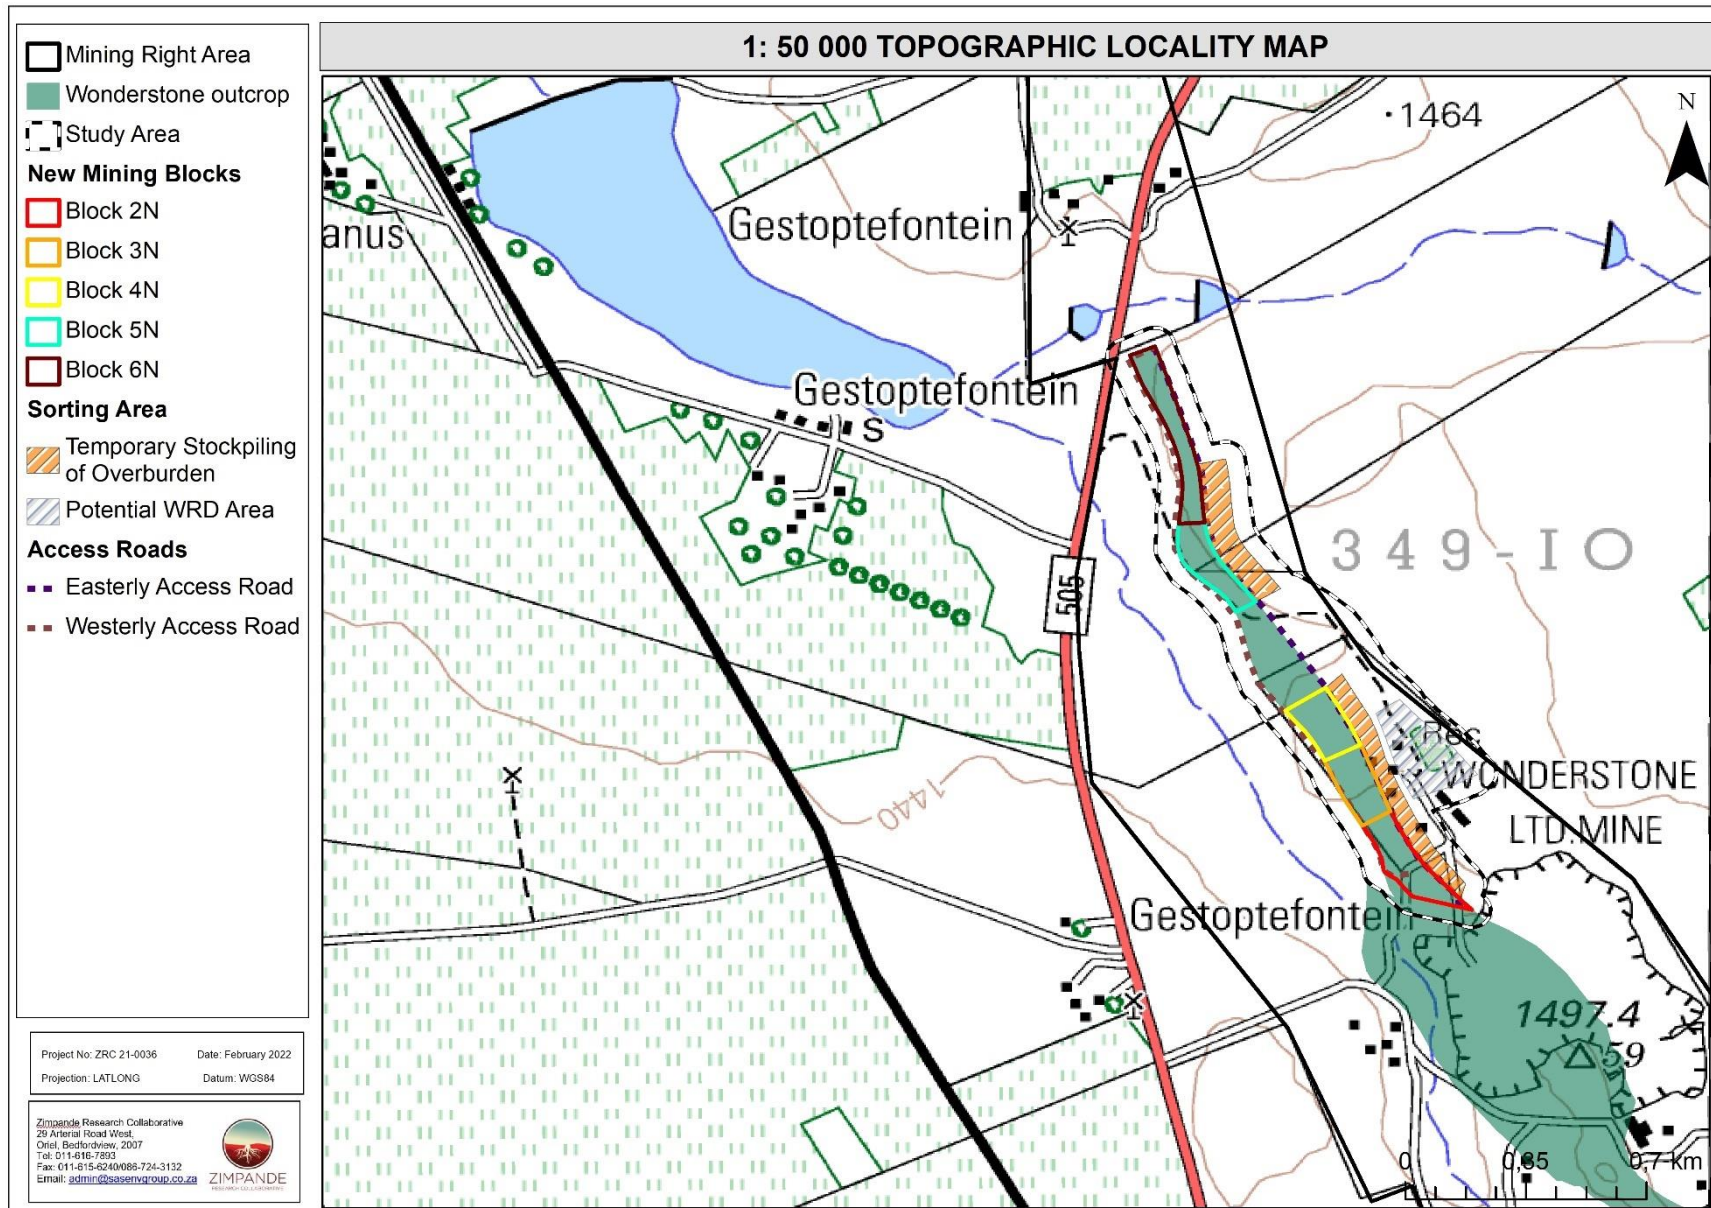 1: 50 000 TOPOGRAPHIC LOCALITY MAP
Mining Right Area
Wonderstone outcrop
Study Area
New Mining Blocks
Block 2N
Block 3N
Block 4N
Block 5N
Block 6N
Sorting Area
Temporary Stockpiling
of Overburden
Potential WRD Area
Access Roads
Easterly Access Road
Westerly Access Road
Project No: ZRC 21-0036 Date: February 2022
Projection: LATLONG Datum: WGS84
Zimpande Research Collaborative
29 Arterial Road West,
Oriel, Bedfordview, 2007
Tel: 011-616-7893
Fax: 011-615-6240/086-724-3132
Email: admin@sasenvgroup.co.za
ZIMPANDE
RESEARCH COLLABORATIVE
N
1464
anus
Gestoptefontein
Gestoptefontein
S
349-IO
505
Rec
WONDERSTONE
LTD.MINE
1440
Gestoptefontein
1497.4
59
0 0,35 0,7 km